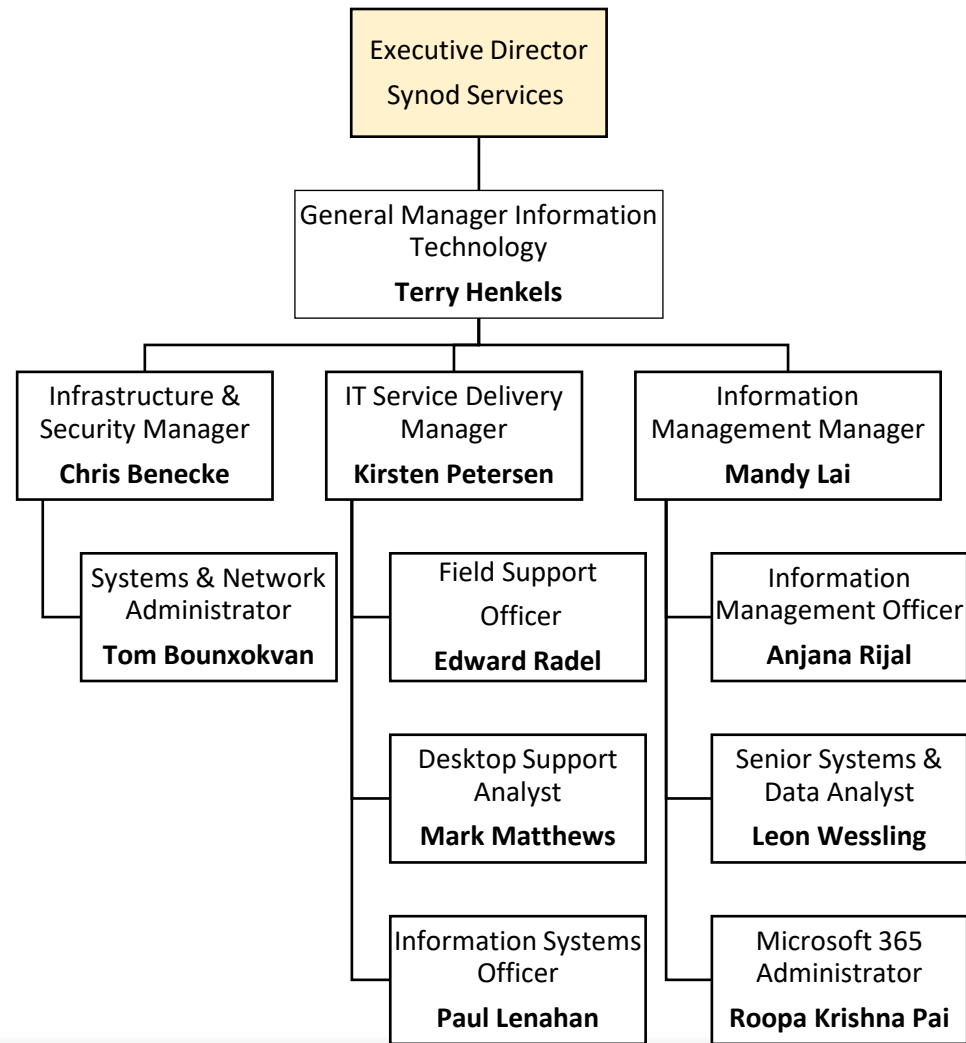 Executive Director
Synod Services
General Manager Information
Technology
Terry Henkels
Infrastructure &
Security Manager
Chris Benecke
IT Service Delivery
Manager
Kirsten Petersen
Information
Management Manager
Mandy Lai
Systems & Network
Administrator
Tom Bounxokvan
Field Support
Officer
Edward Radel
Information
Management Officer
Anjana Rijal
Desktop Support
Analyst
Mark Matthews
Senior Systems &
Data Analyst
Leon Wessling
Information Systems
Officer
Paul Lenahan
Microsoft 365
Administrator
Roopa Krishna Pai